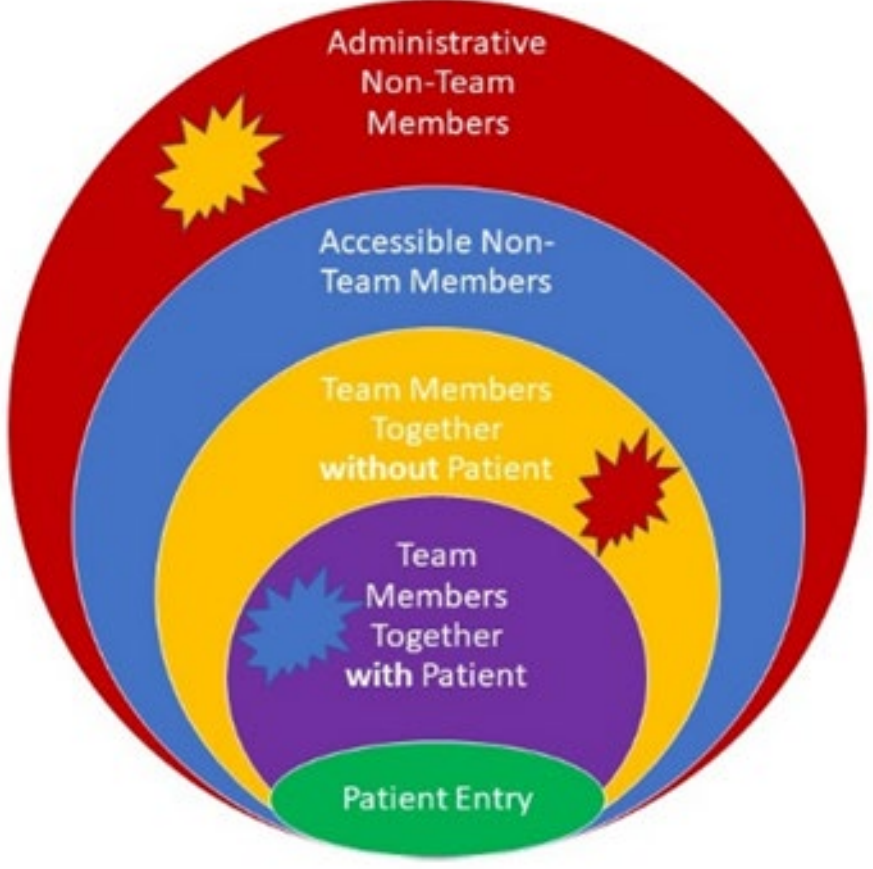 Administrative
Non-Team
Members
Accessible Non-
Team Members
Team Members
Together
without Patient
Team
Members
Together
with Patient
Patient Entry